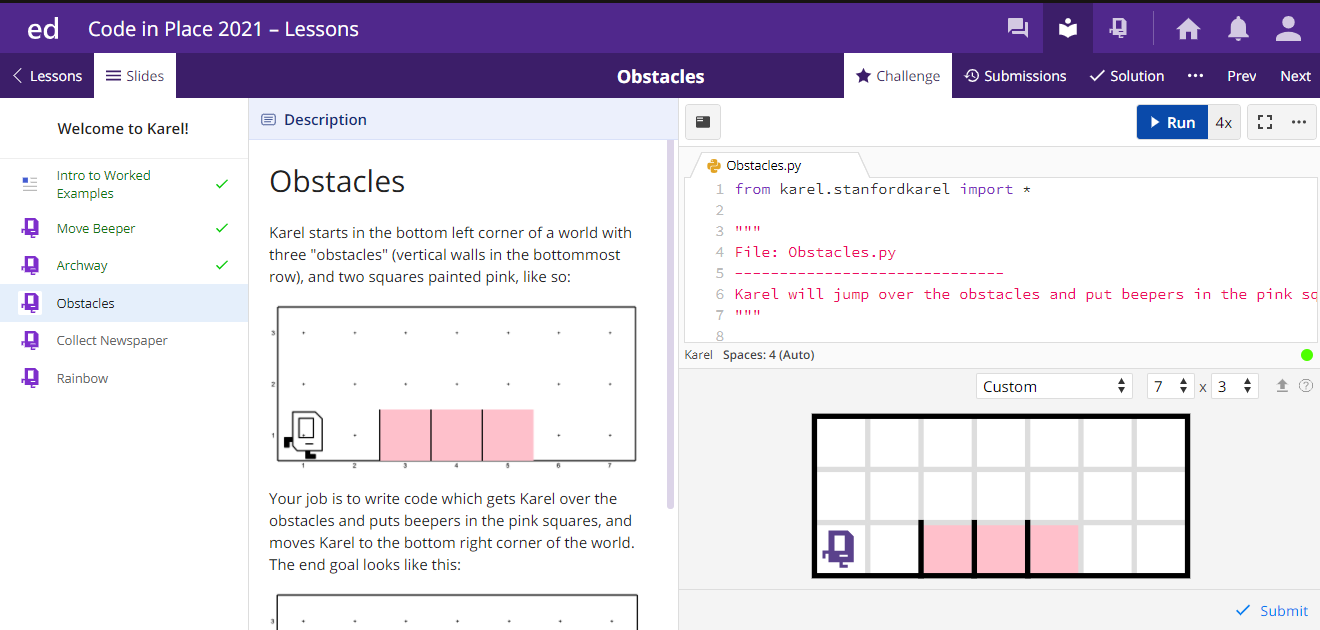 ed Code in Place 2021 – Lessons
Lessons Slides Obstacles Challenge Submissions Solution Prev Next
Welcome to Karel!
Intro to Worked
Examples
Move Beeper
Archway
Obstacles
Collect Newspaper
Rainbow
Description
Obstacles
Karel starts in the bottom left corner of a world with
three "obstacles" (vertical walls in the bottommost
row), and two squares painted pink, like so:
3
2
1
1 2 3 4 5 6 7
Your job is to write code which gets Karel over the
obstacles and puts beepers in the pink squares, and
moves Karel to the bottom right corner of the world.
The end goal looks like this:
3
Run 4x
Obstacles.py
1 from karel.stanfordkarel import *
2
3 """
4 File: Obstacles.py
5 ------------------------------
6 Karel will jump over the obstacles and put beepers in the pink sq
7 """
8
Karel Spaces: 4 (Auto)
Custom 7 x 3
Submit